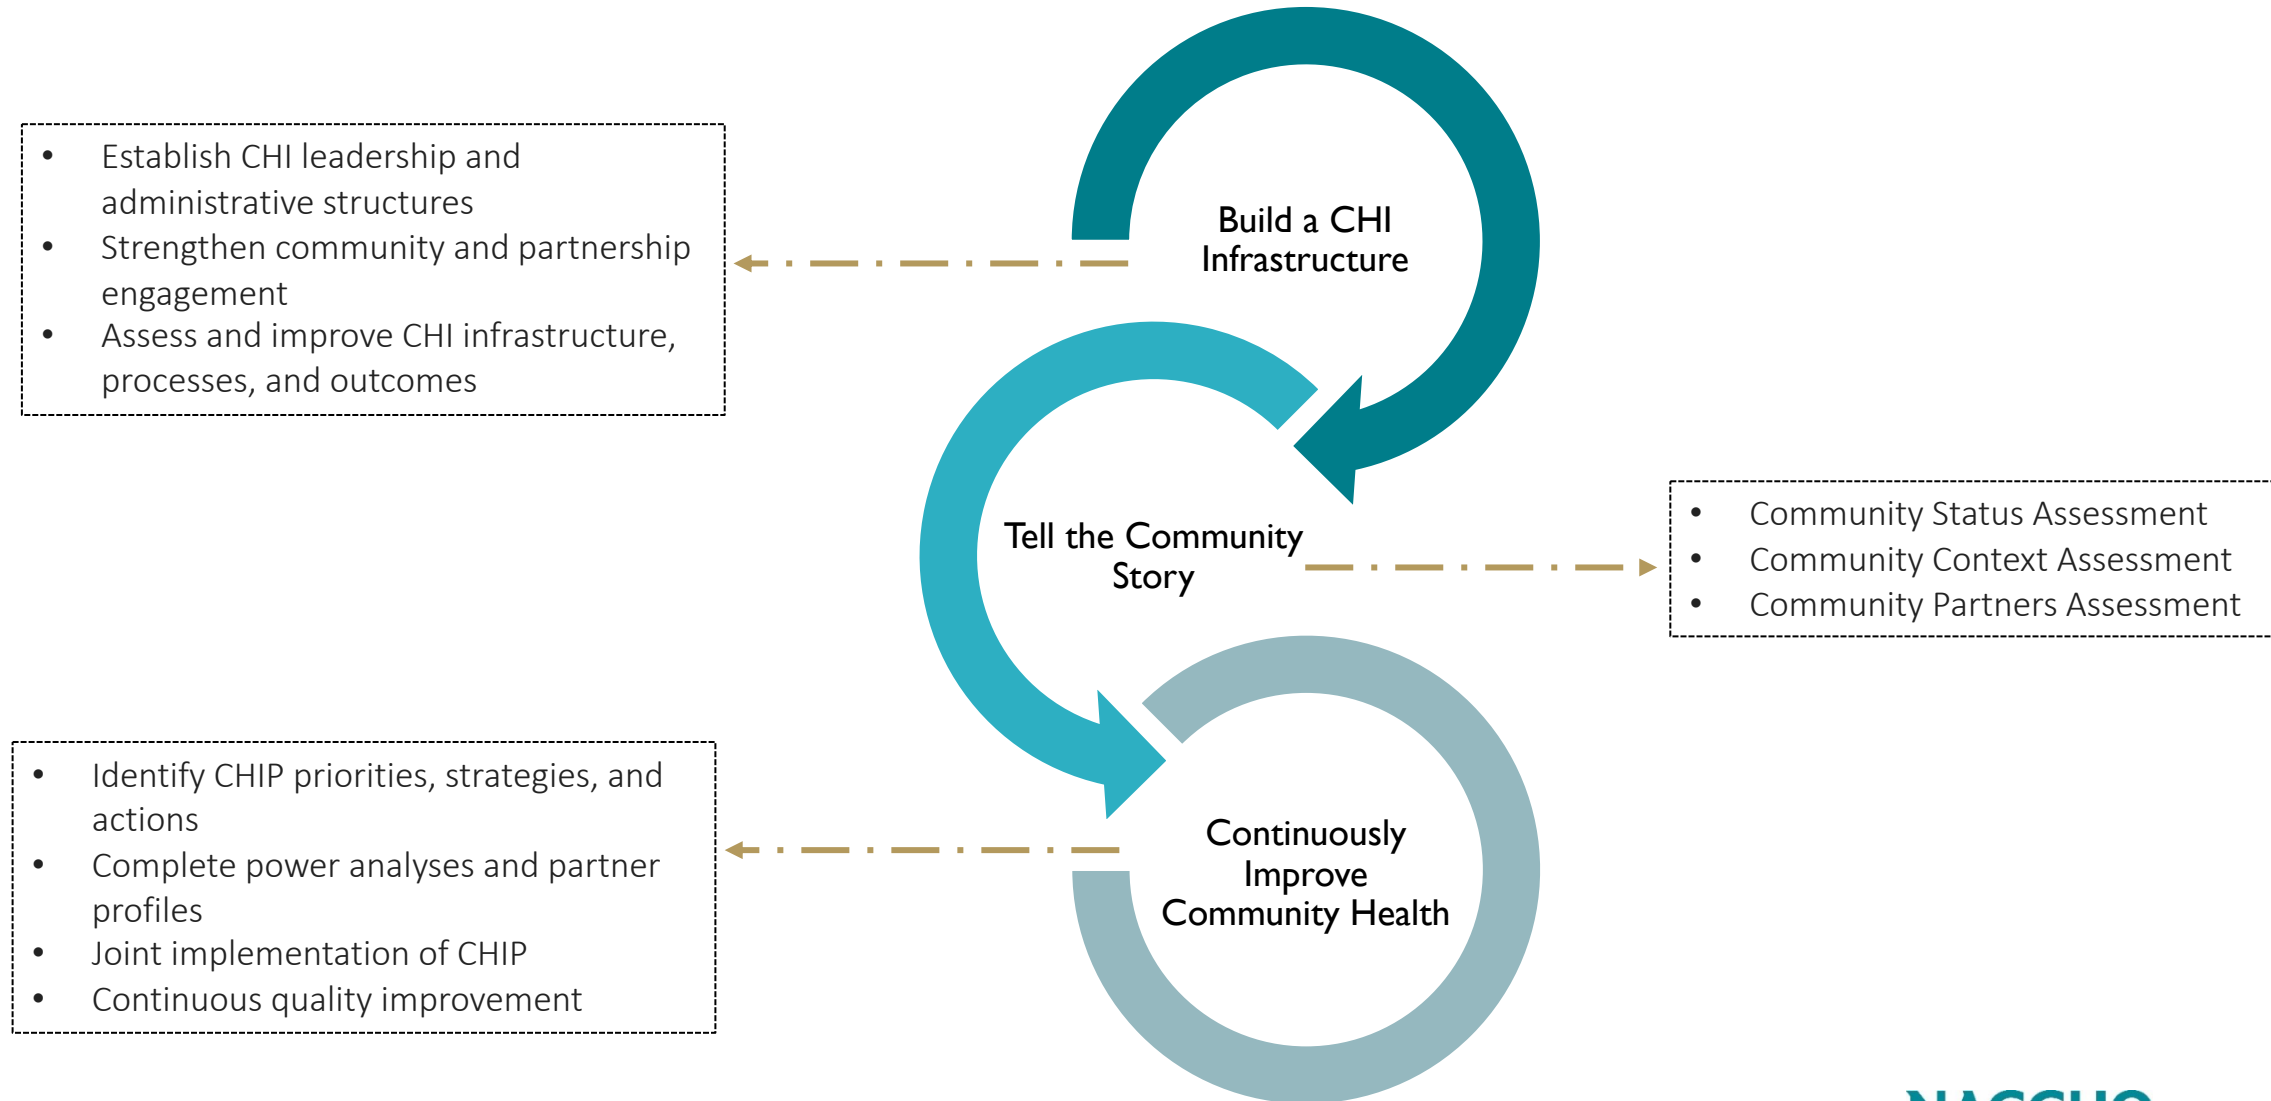 • Establish CHI leadership and
administrative structures
• Strengthen community and partnership
engagement
• Assess and improve CHI infrastructure,
processes, and outcomes
Build a CHI
Infrastructure
Tell the Community
Story
• Community Status Assessment
• Community Context Assessment
• Community Partners Assessment
• Identify CHIP priorities, strategies, and
actions
• Complete power analyses and partner
profiles
• Joint implementation of CHIP
• Continuous quality improvement
Continuously
Improve
Community Health
NACCHO